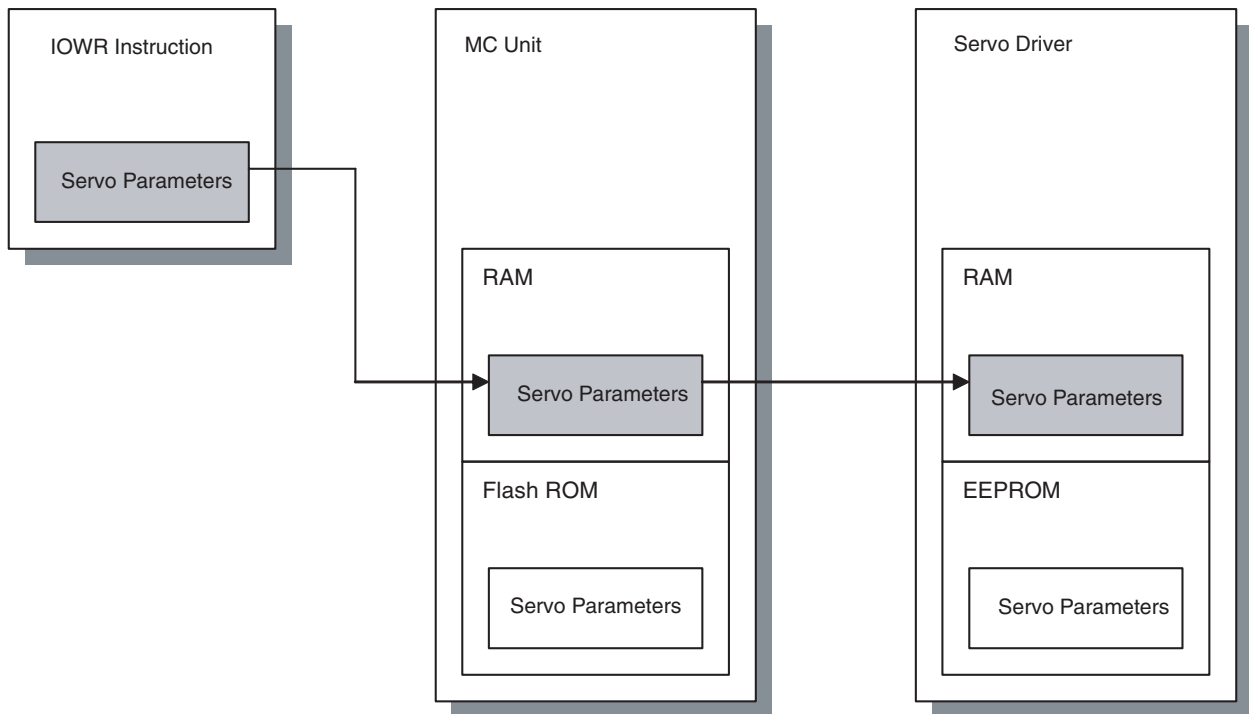 IOWR Instruction
Servo Parameters
MC Unit
RAM
Servo Parameters
Flash ROM
Servo Parameters
Servo Driver
RAM
Servo Parameters
EEPROM
Servo Parameters